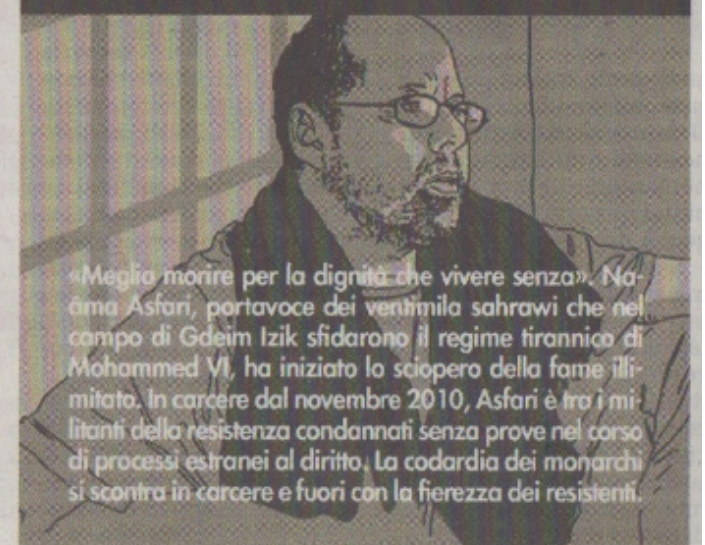 «Meglio morire per la dignità che vivere senza». Na-
âma Asfari, portavoce dei ventimila sahrawi che nel
campo di Gdeim Izik sfidarono il regime tirannico di
Mohammed VI, ha iniziato lo sciopero della fame illi-
mitato. In carcere dal novembre 2010, Asfari è tra i mi-
litanti della resistenza condannati senza prove nel corso
di processi estranei al diritto. La codardia dei monarchi
si scontra in carcere e fuori con la fierezza dei resistenti.